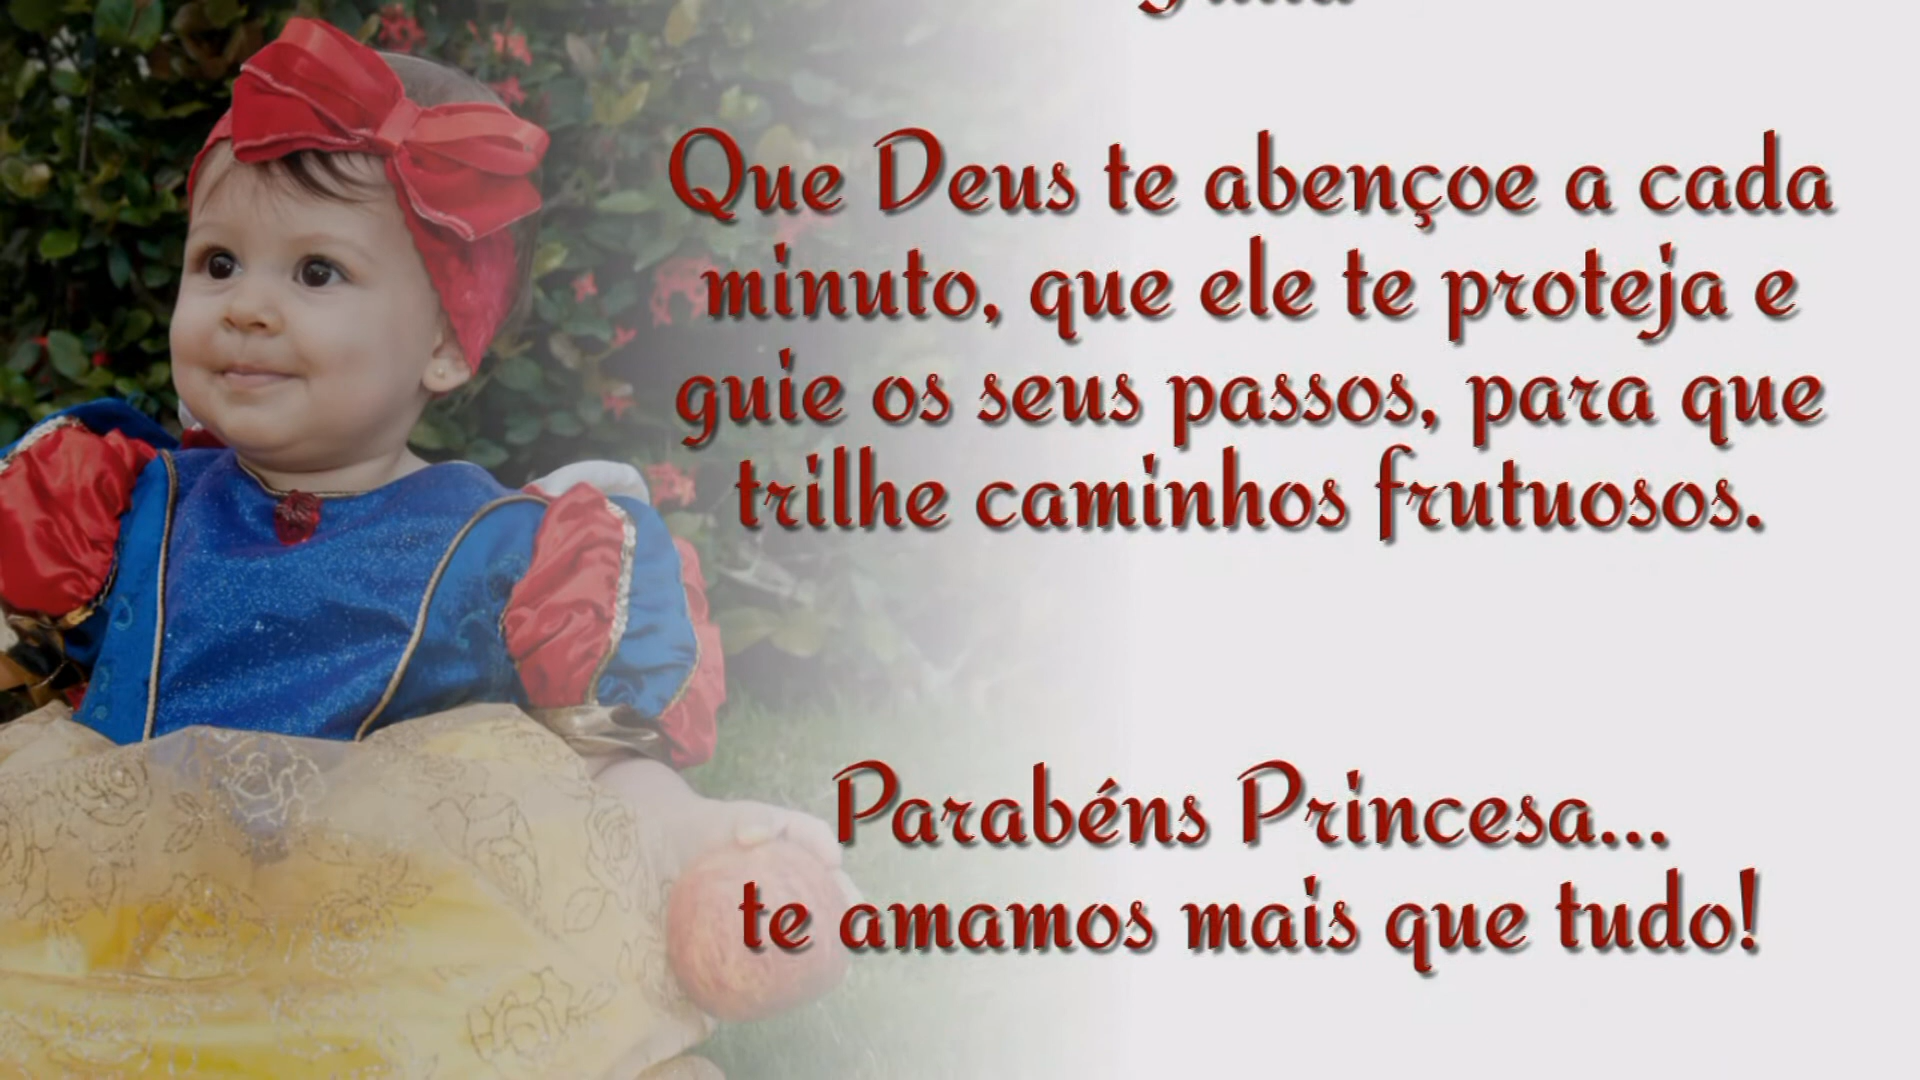 Que Deus te abençoe a cada
minuto, que ele te proteja e
guie os seus passos, para que
trilhe caminhos frutuosos.
Parabéns Princesa...
te amamos mais que tudo!